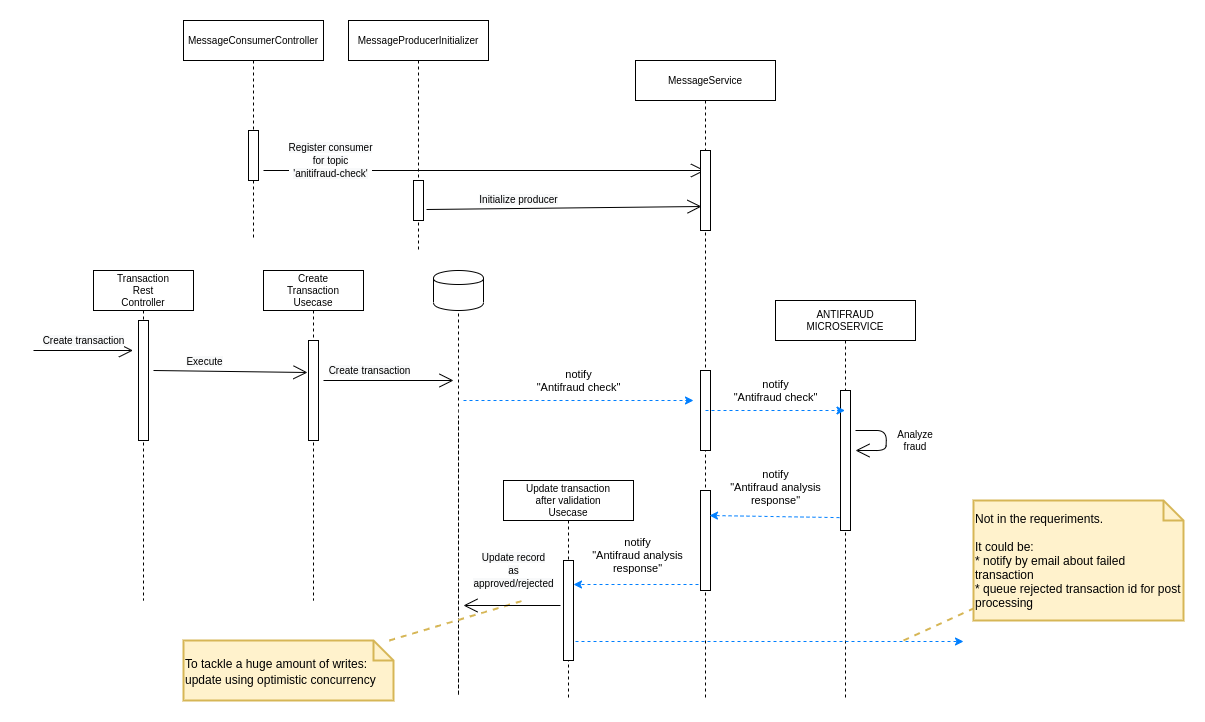 MessageConsumerController
MessageProducerInitializer
MessageService
Register consumer
for topic
'anitifraud-check'
Initialize producer
Transaction
Rest
Controller
Create
Transaction
Usecase
ANTIFRAUD
MICROSERVICE
Create transaction
Execute
Create transaction
notify
"Antifraud check"
notify
"Antifraud check"
Analyze
fraud
notify
"Antifraud analysis
response"
Update transaction
after validation
Usecase
notify
"Antifraud analysis
response"
Update record
as
approved/rejected
Not in the requeriments.
It could be:
* notify by email about failed
transaction
* queue rejected transaction id for post
processing
To tackle a huge amount of writes:
update using optimistic concurrency